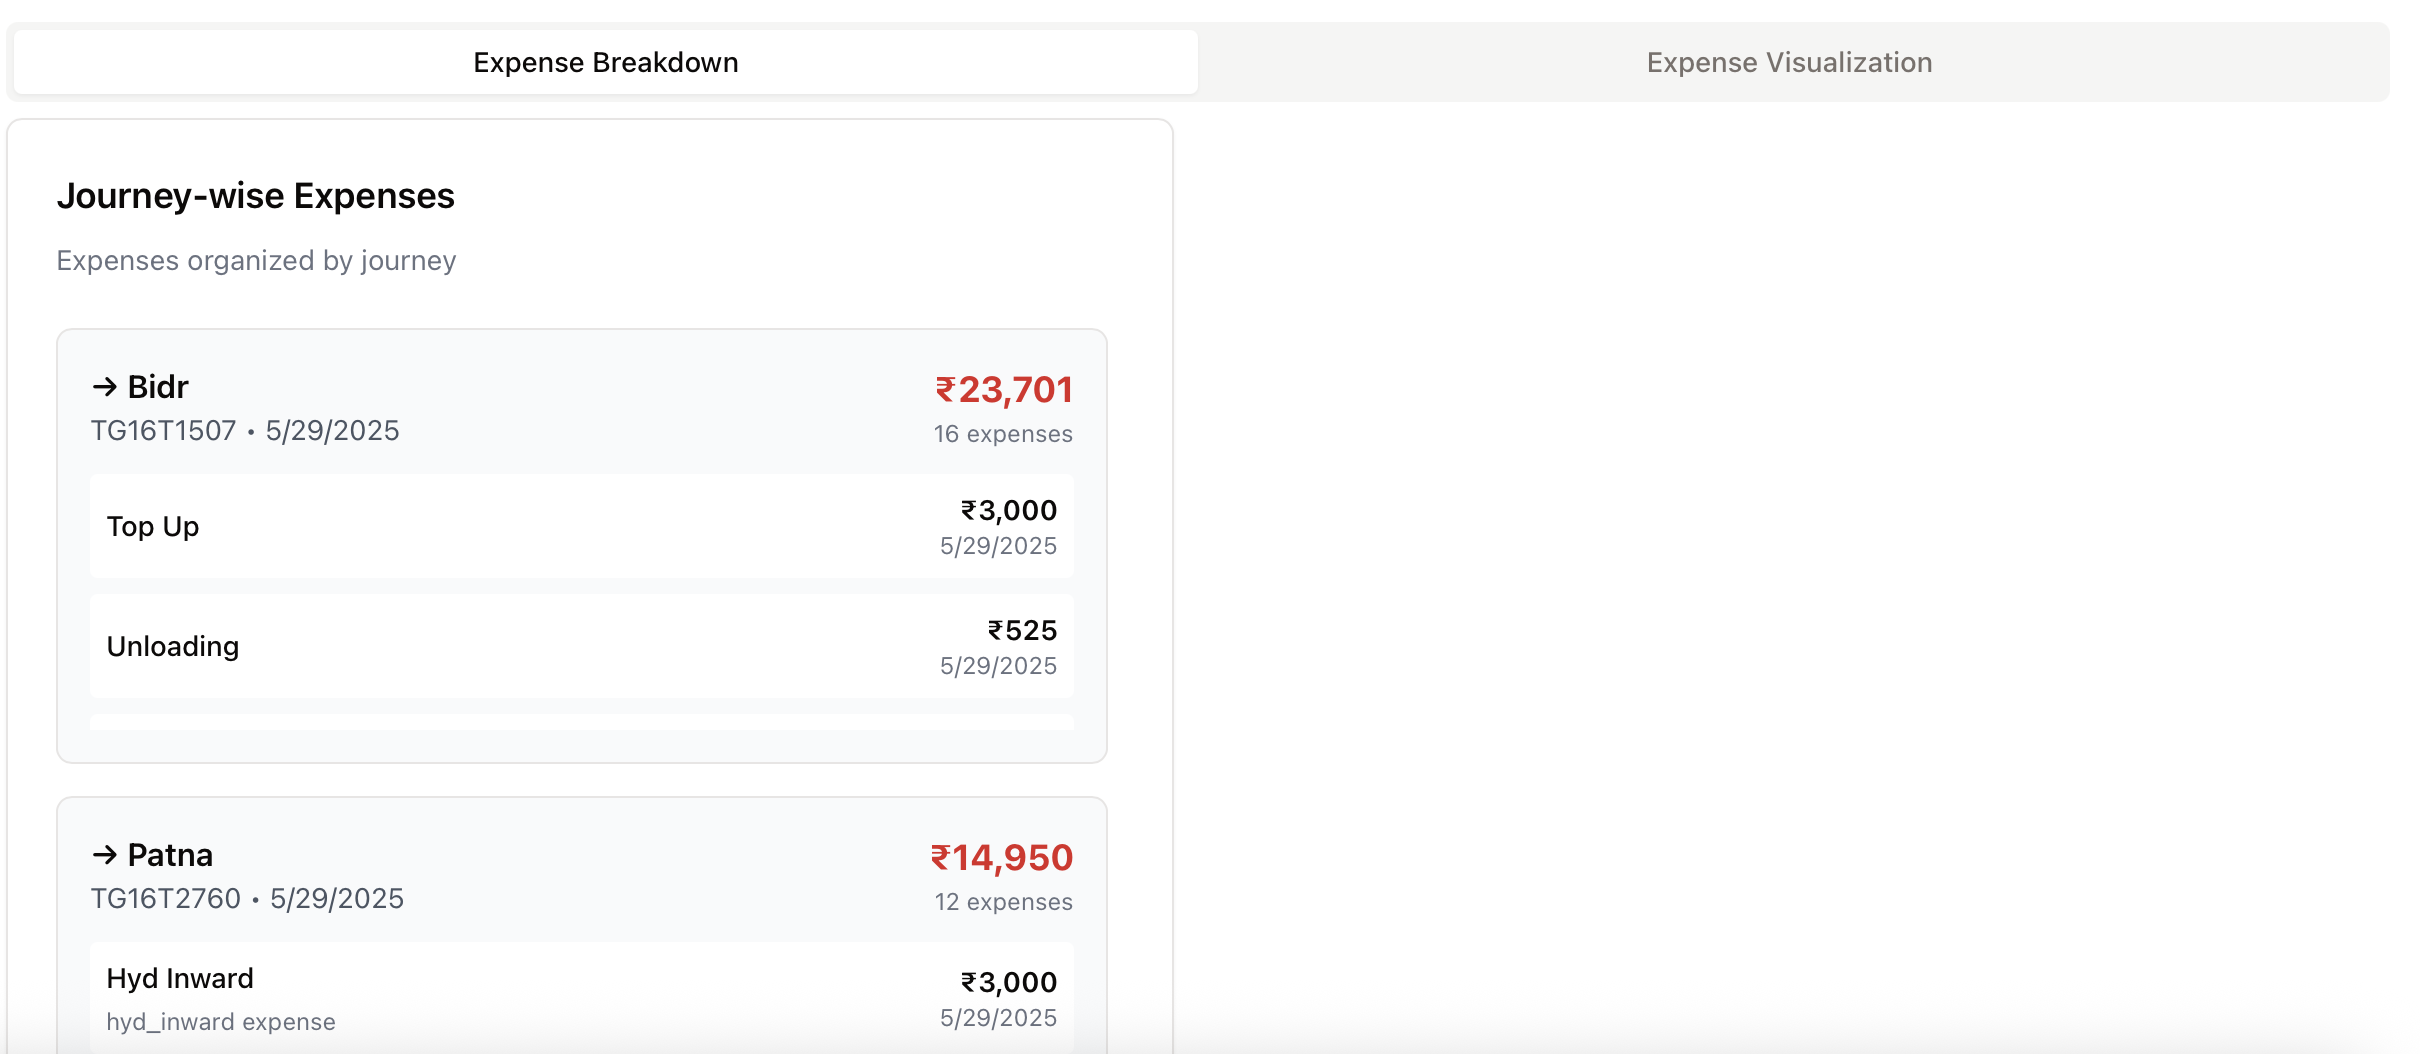 Expense Breakdown
Expense Visualization
Journey-wise Expenses
Expenses organized by journey
→ Bidr
₹23,701
TG16T1507 • 5/29/2025
16 expenses
Top Up
₹3,000
5/29/2025
Unloading
₹525
5/29/2025
→ Patna
₹14,950
TG16T2760 • 5/29/2025
12 expenses
Hyd Inward
₹3,000
hyd_inward expense
5/29/2025